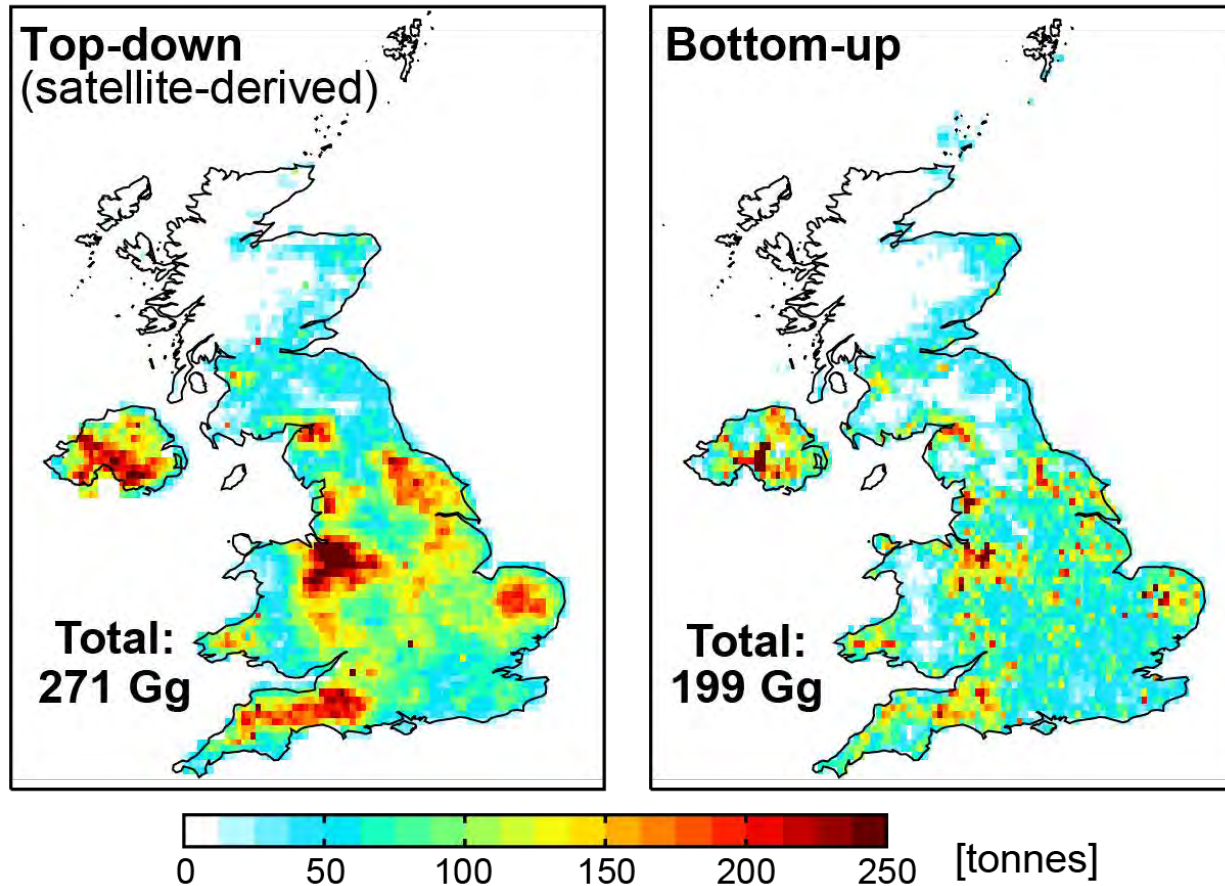 Top-down
(satellite-derived)
Total:
271 Gg
Bottom-up
Total:
199 Gg
0 50 100 150 200 250 [tonnes]